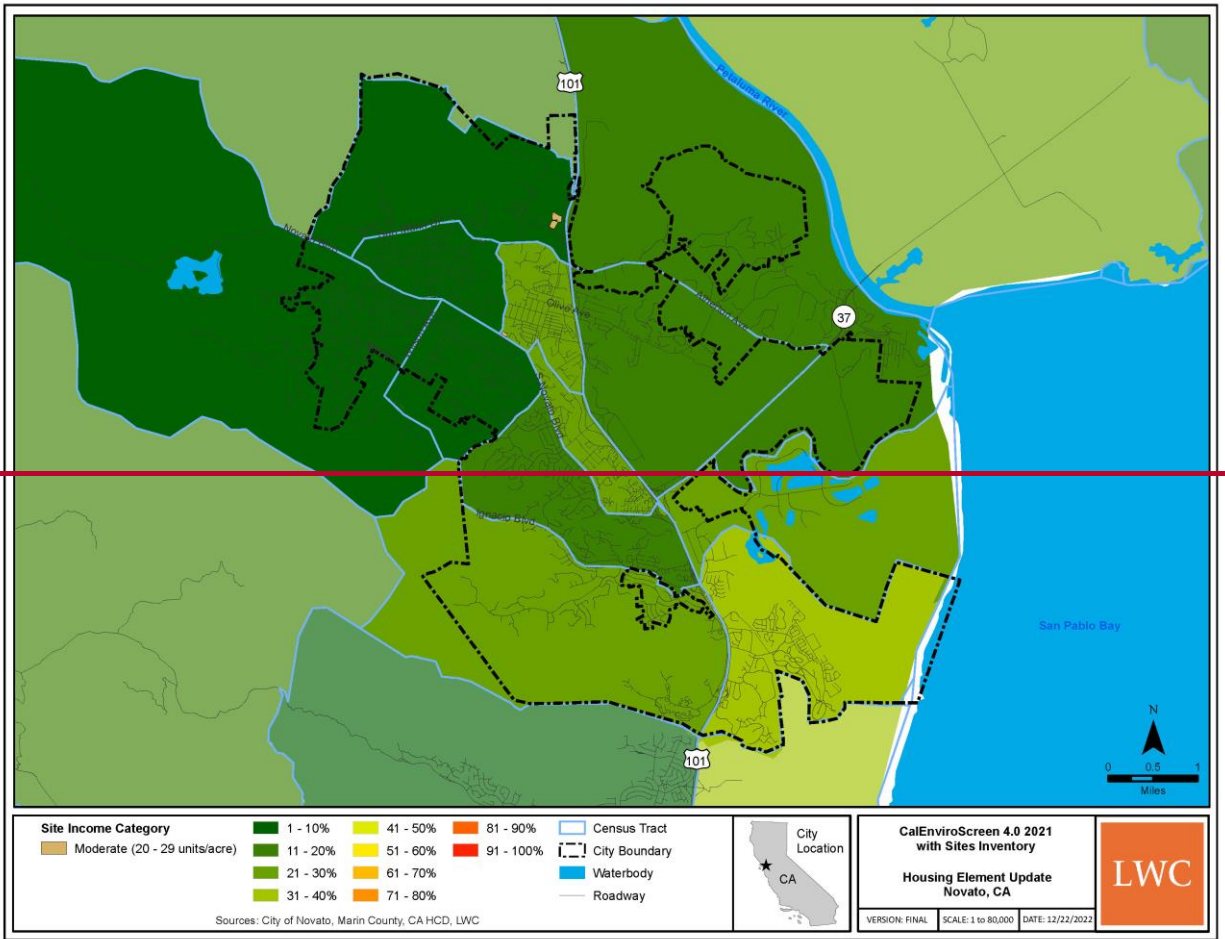 101
Petaluma River
Olive Ave
Atherton Ave
37
Ignacio Blvd
San Pablo Bay
101
N
0 0.5 1
Miles
Site Income Category
Moderate (20 - 29 units/acre)
1 - 10%
11 - 20%
21 - 30%
31 - 40%
41 - 50%
51 - 60%
61 - 70%
71 - 80%
81 - 90%
91 - 100%
Census Tract
City Boundary
Waterbody
Roadway
Sources: City of Novato, Marin County, CA HCD, LWC
City
Location
CA
CalEnviroScreen 4.0 2021
with Sites Inventory
Housing Element Update
Novato, CA
VERSION: FINAL SCALE: 1 to 80,000 DATE: 12/22/2022
LWC